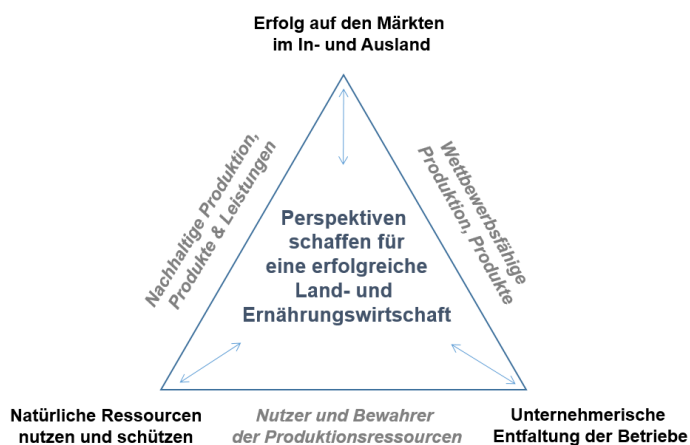 Erfolg auf den Märkten
im In- und Ausland
Nachhaltige Produktion,
Produkte & Leistungen
Wettbewerbsfähige
Produktion, Produkte
Perspektiven
schaffen für
eine erfolgreiche
Land- und
Ernährungswirtschaft
Natürliche Ressourcen
nutzen und schützen
Nutzer und Bewahrer
der Produktionsressourcen
Unternehmerische
Entfaltung der Betriebe